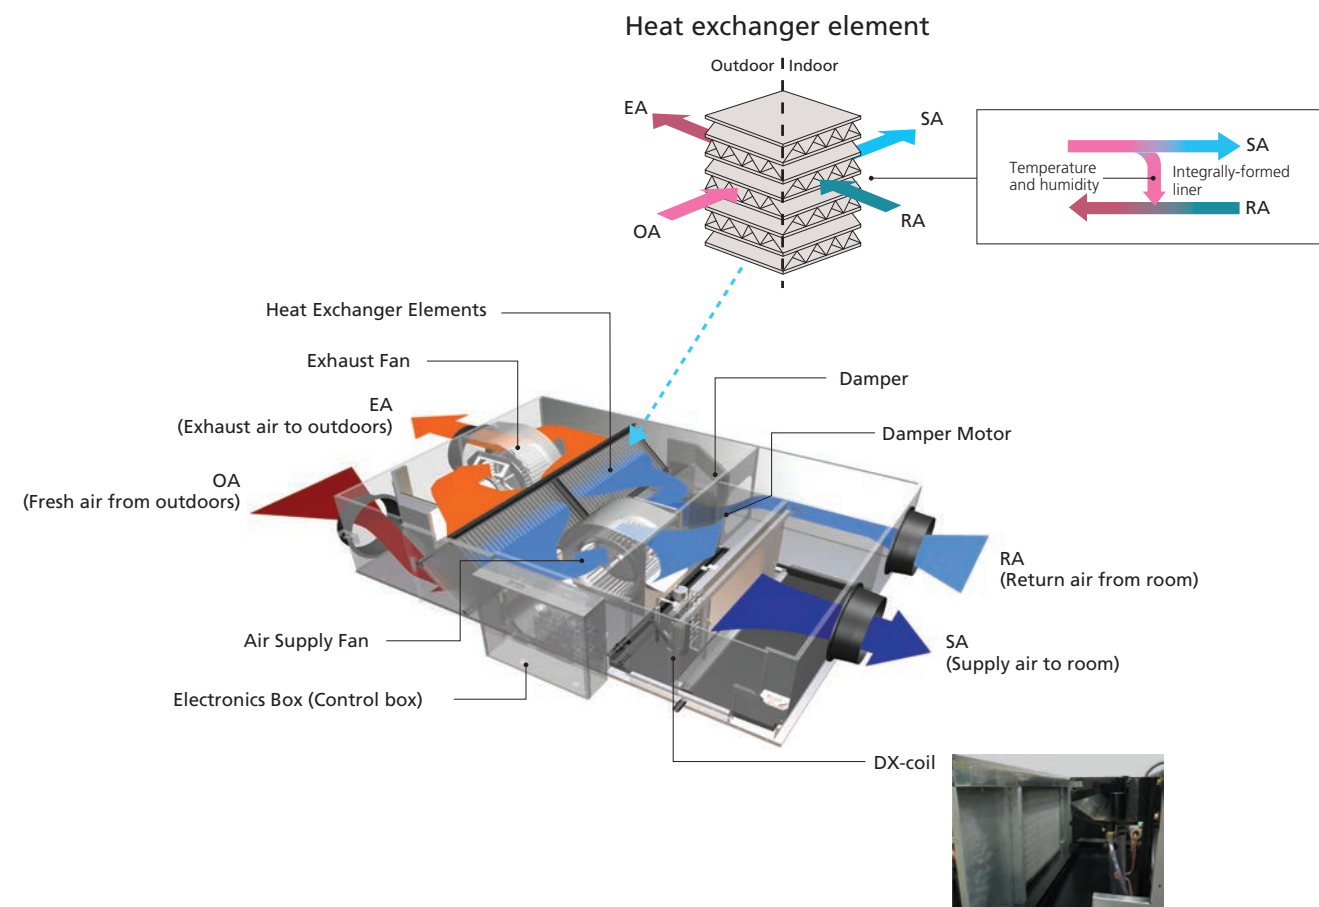 Heat exchanger element
Outdoor Indoor
EA
SA
OA
RA
SA
Temperature
and humidity
Integrally-formed
liner
RA
Heat Exchanger Elements
Exhaust Fan
EA
(Exhaust air to outdoors)
OA
(Fresh air from outdoors)
Damper
Damper Motor
RA
(Return air from room)
SA
(Supply air to room)
Air Supply Fan
Electronics Box (Control box)
DX-coil